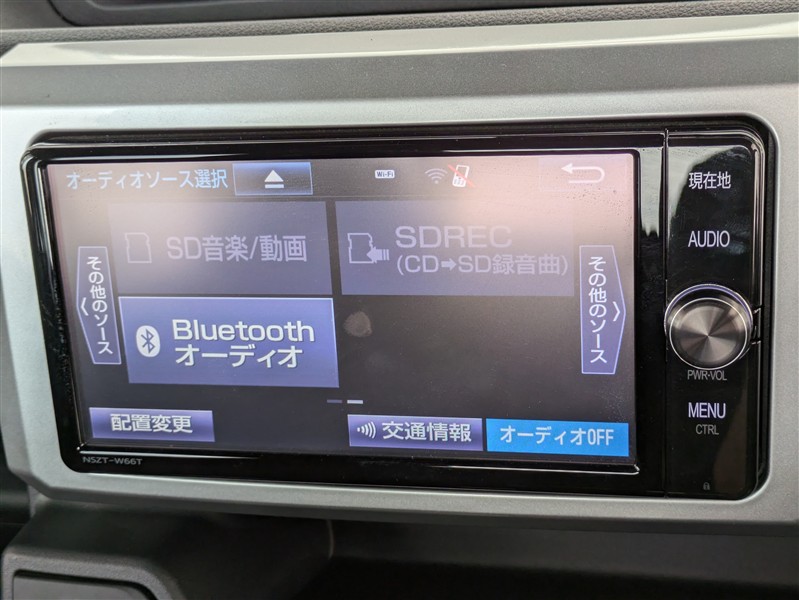 オーディオソース選択
Wi-Fi
SD音楽/動画
SDREC
(CD➡SD録音曲)
その他のソース
その他のソース
Bluetooth
オーディオ
配置変更
交通情報
オーディオOFF
NSZT-W66T
現在地
AUDIO
PWR·VOL
MENU
CTRL